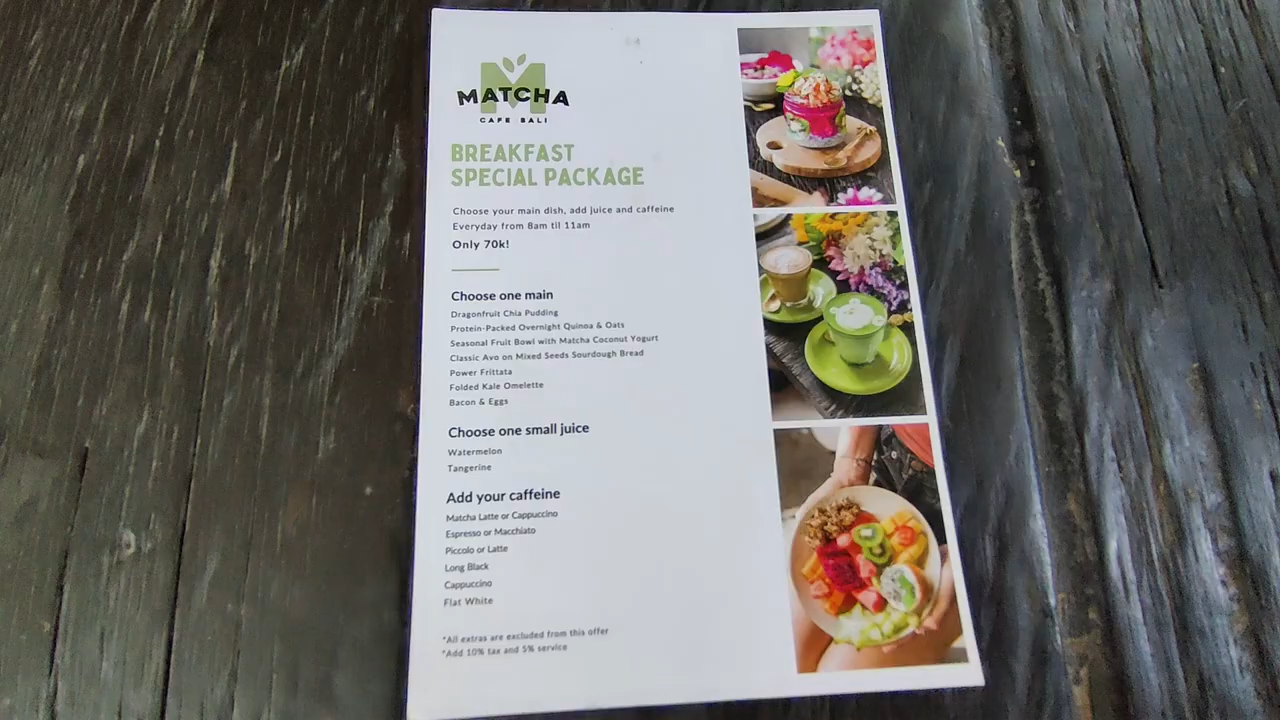 M
MATCHA
CAFE BALI
BREAKFAST
SPECIAL PACKAGE
Choose your main dish, add juice and caffeine
Everyday from 8am til 11am
Only 70k!
Choose one main
Dragonfruit Chia Pudding
Protein-Packed Overnight Quinoa & Oats
Seasonal Fruit Bowl with Matcha Coconut Yogurt
Classic Avo on Mixed Seeds Sourdough Bread
Power Frittata
Folded Kale Omelette
Bacon & Eggs
Choose one small juice
Watermelon
Tangerine
Add your caffeine
Matcha Latte or Cappuccino
Espresso or Macchiato
Piccolo or Latte
Long Black
Cappuccino
Flat White
*All extras are excluded from this offer
*Add 10% tax and 5% service